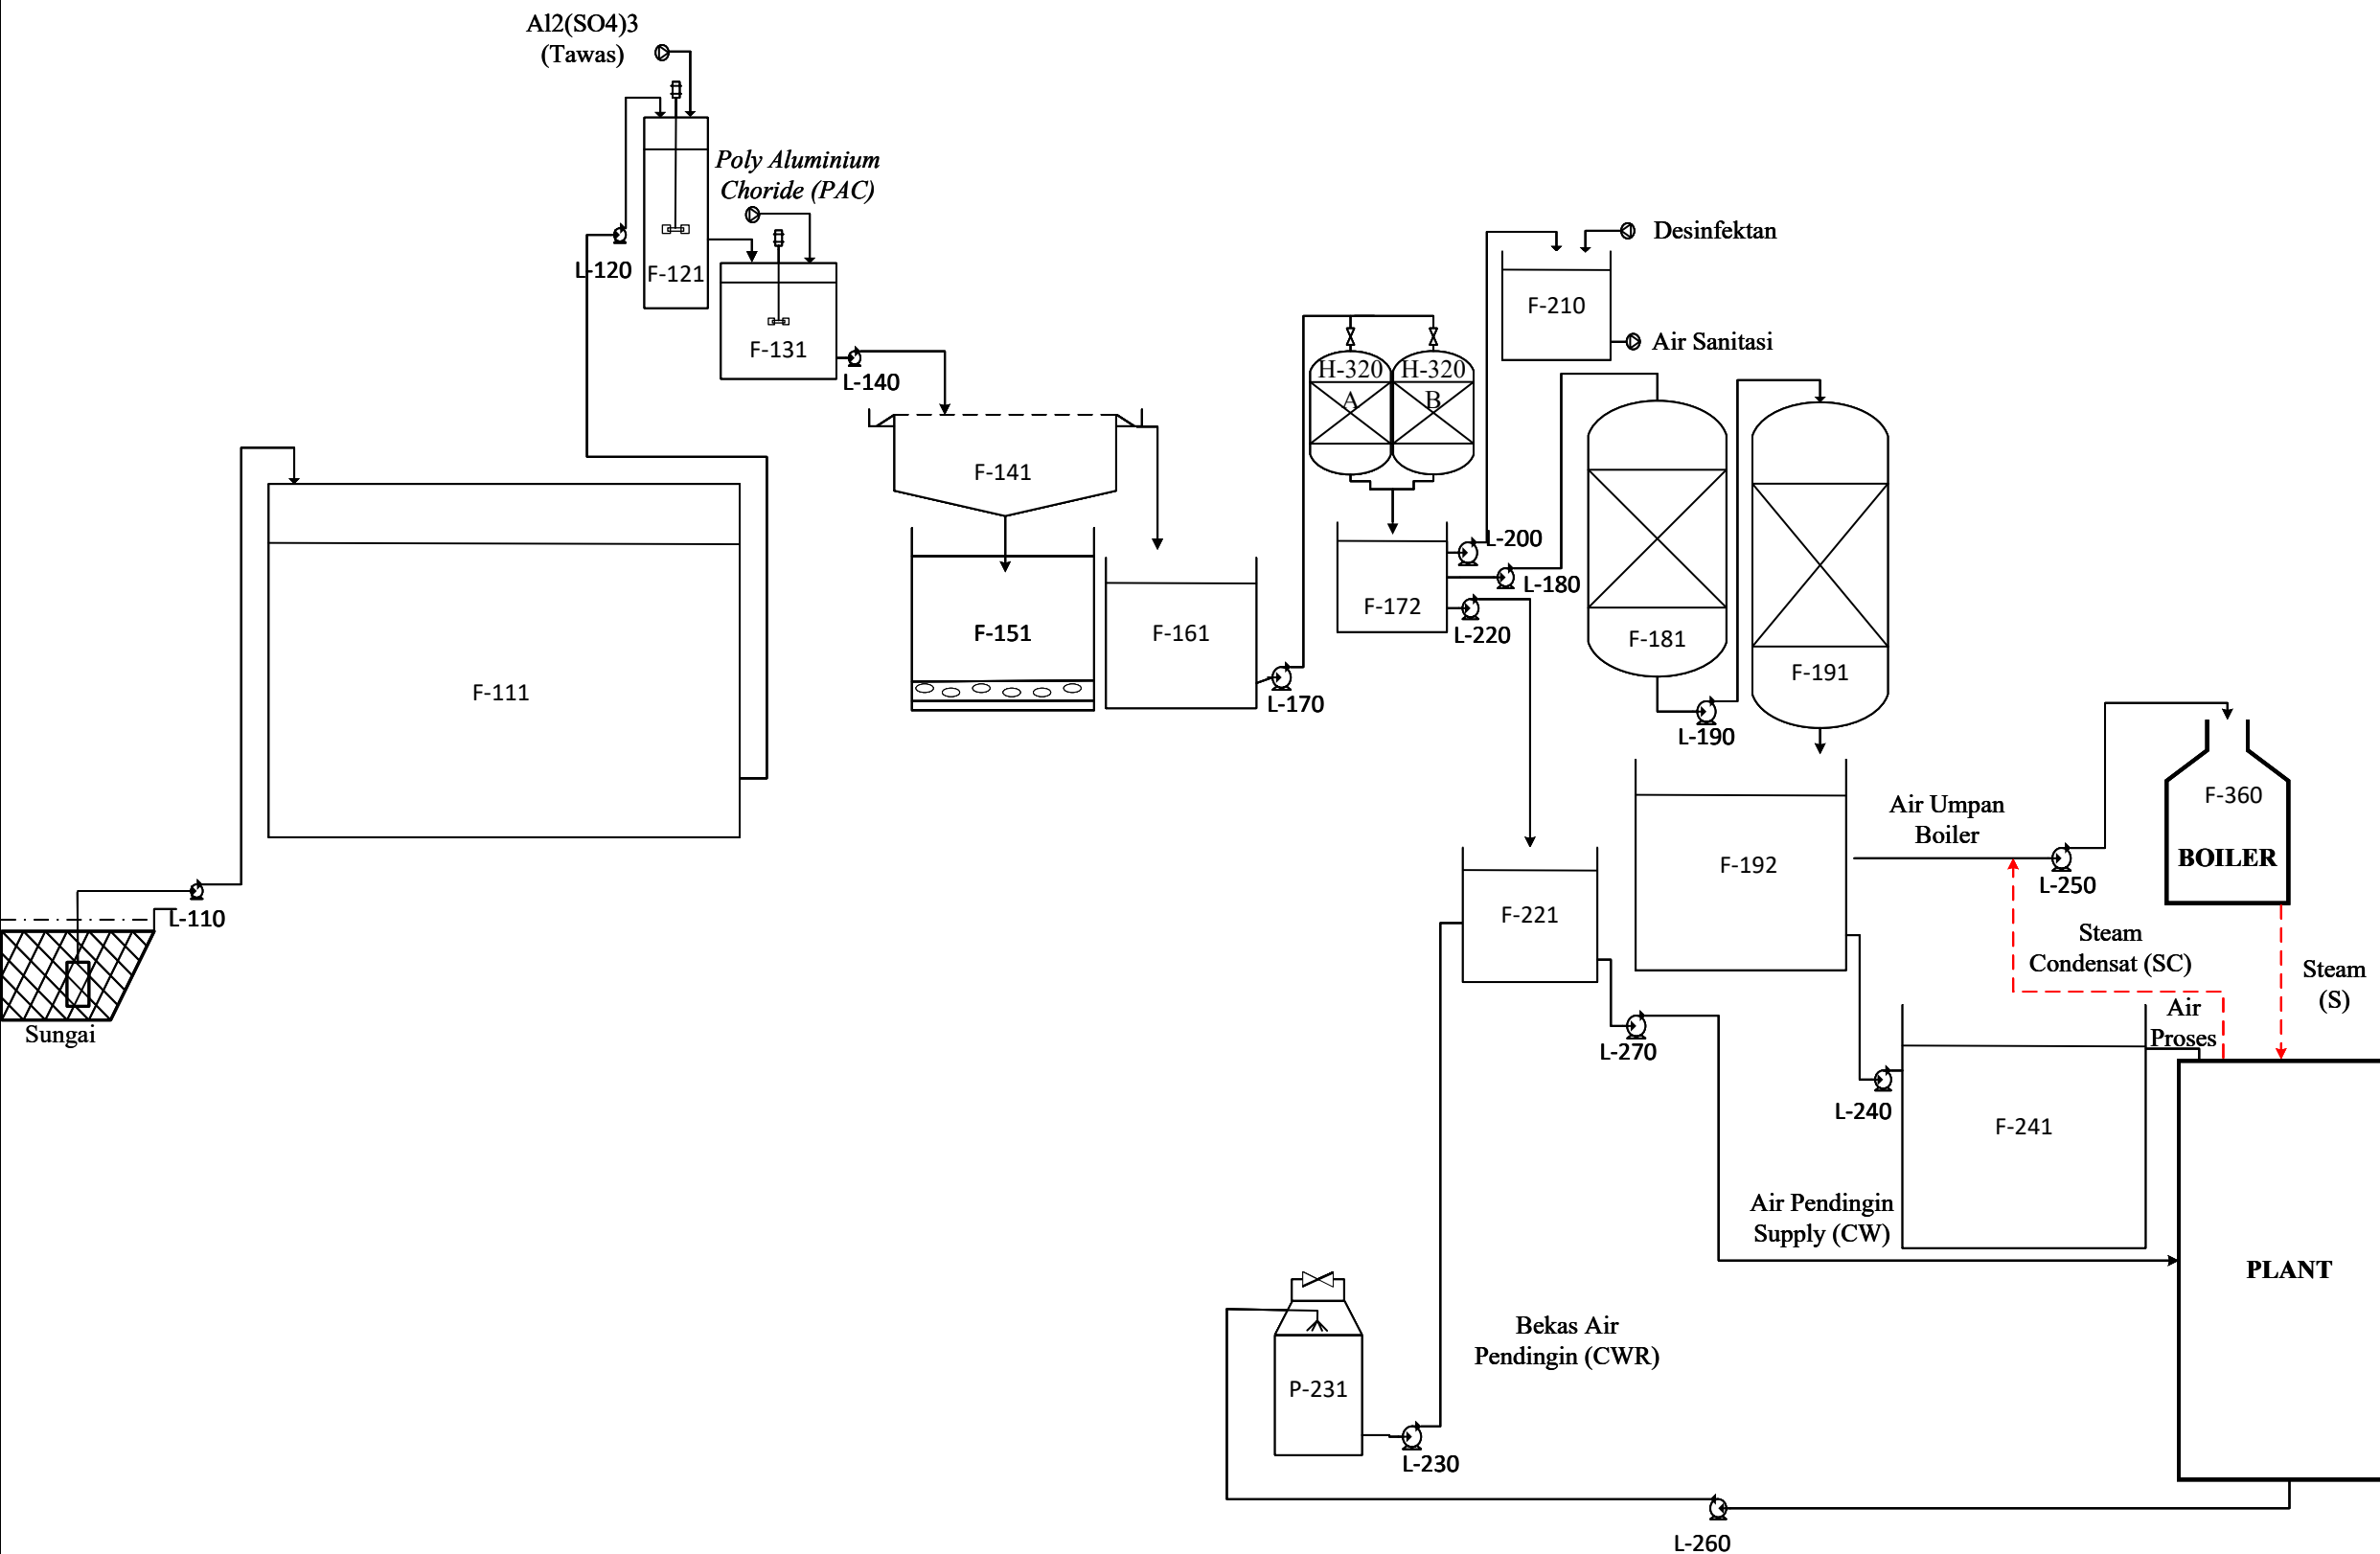 Al2(SO4)3
(Tawas)
Poly Aluminium
Choride (PAC)
L-120
F-121
F-131
L-140
Desinfektan
F-210
Air Sanitasi
H-320
A
H-320
B
F-141
L-200
L-180
F-172
L-220
F-151
F-161
L-170
F-181
F-191
L-190
F-111
L-110
Sungai
Air Umpan
Boiler
L-250
F-360
BOILER
F-192
F-221
Steam
Condensat (SC)
Steam
(S)
Air
Proses
L-270
L-240
F-241
Air Pendingin
Supply (CW)
PLANT
Bekas Air
Pendingin (CWR)
P-231
L-230
L-260